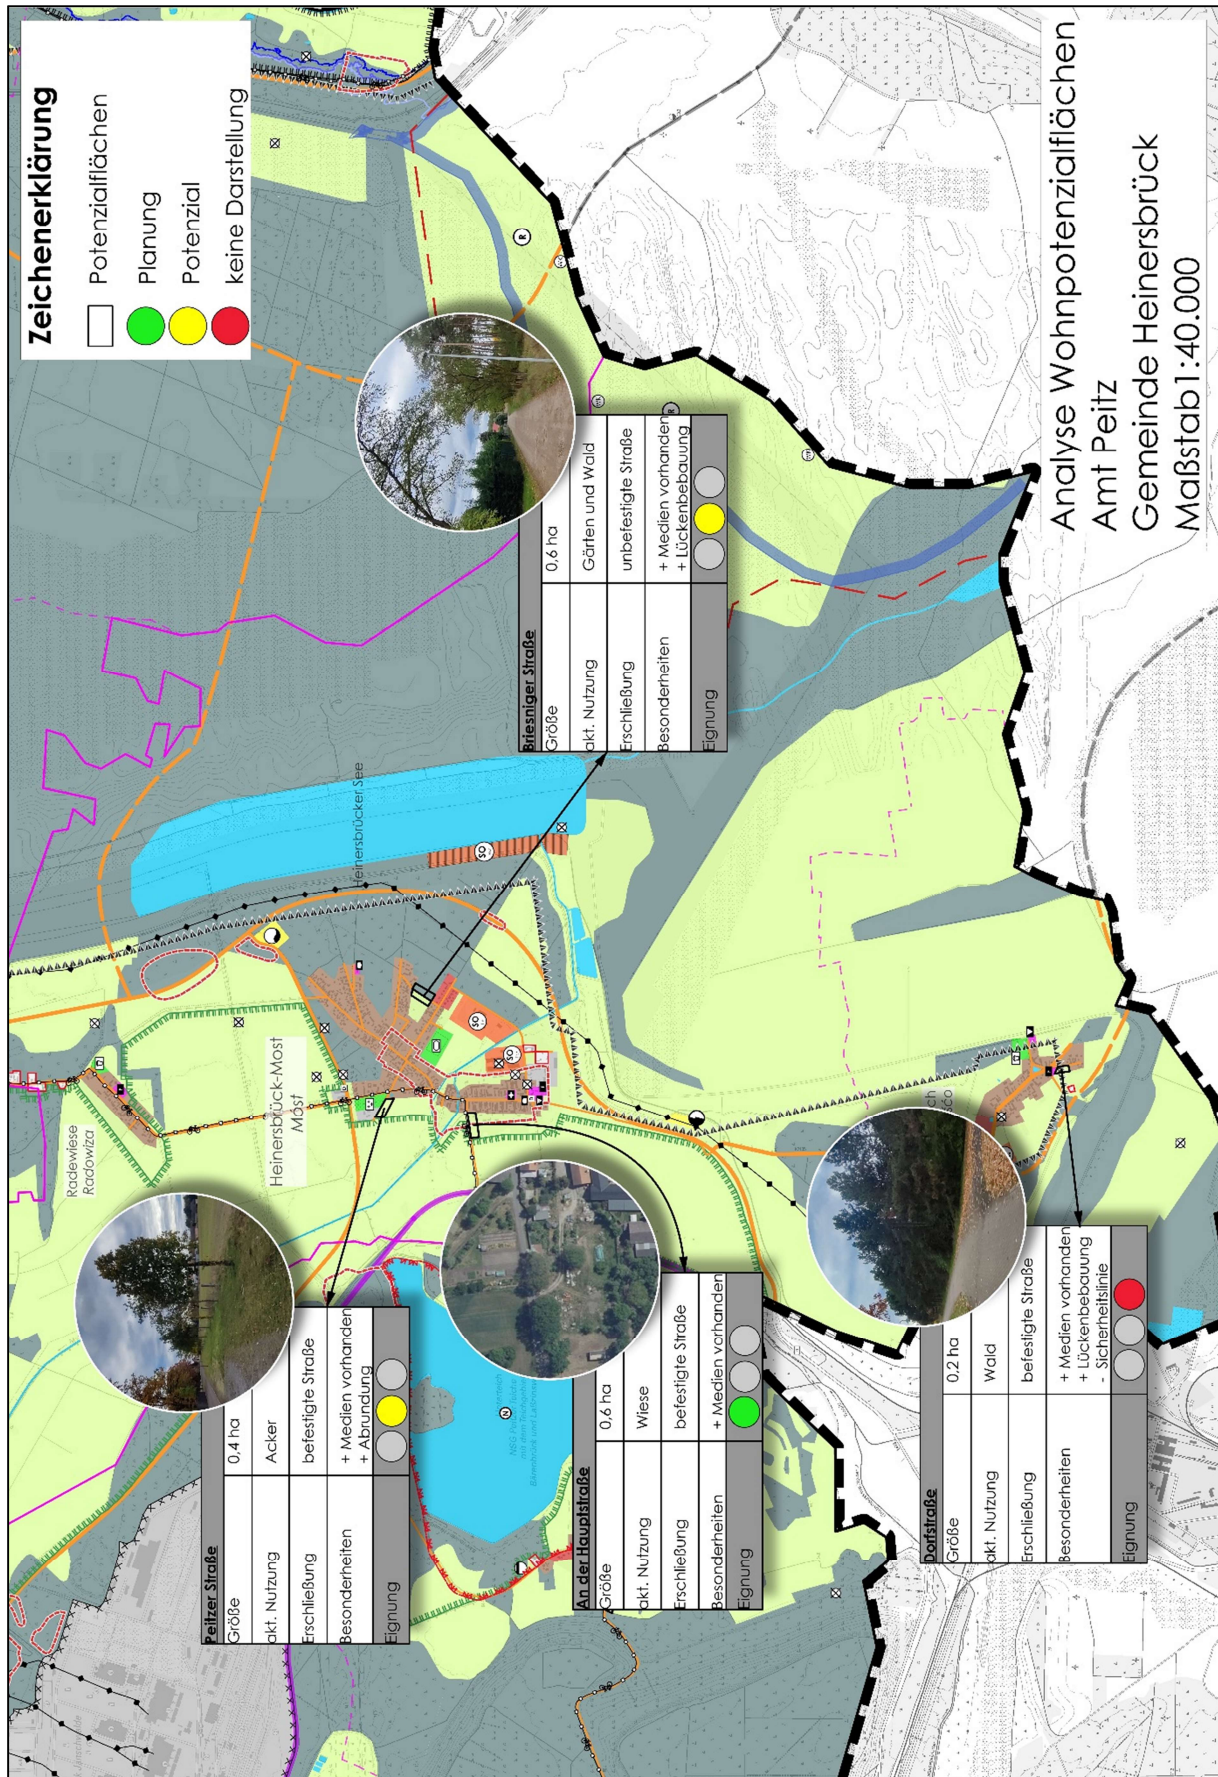 Zeichenerklärung
Potenzialflächen
Planung
Potenzial
keine Darstellung
Radewiese
Radowiza
Heinersbrück-Most
Most
Heinersbrücker See
SO
SO
SO
R
R
N
Peitzer Straße
Größe 0,4 ha
akt. Nutzung Acker
Erschließung befestigte Straße
Besonderheiten + Medien vorhanden
+ Abrundung
Eignung
An der Hauptstraße
Größe 0,6 ha
akt. Nutzung Wiese
Erschließung befestigte Straße
Besonderheiten + Medien vorhanden
Eignung
Briesniger Straße
Größe 0,6 ha
akt. Nutzung Gärten und Wald
Erschließung unbefestigte Straße
Besonderheiten + Medien vorhanden
+ Lückenbebauung
Eignung
Dorfstraße
Größe 0,2 ha
akt. Nutzung Wald
Erschließung befestigte Straße
Besonderheiten + Medien vorhanden
+ Lückenbebauung
- Sicherheitslinie
Eignung
Analyse Wohnpotenzialflächen
Amt Peitz
Gemeinde Heinersbrück
Maßstab1:40.000